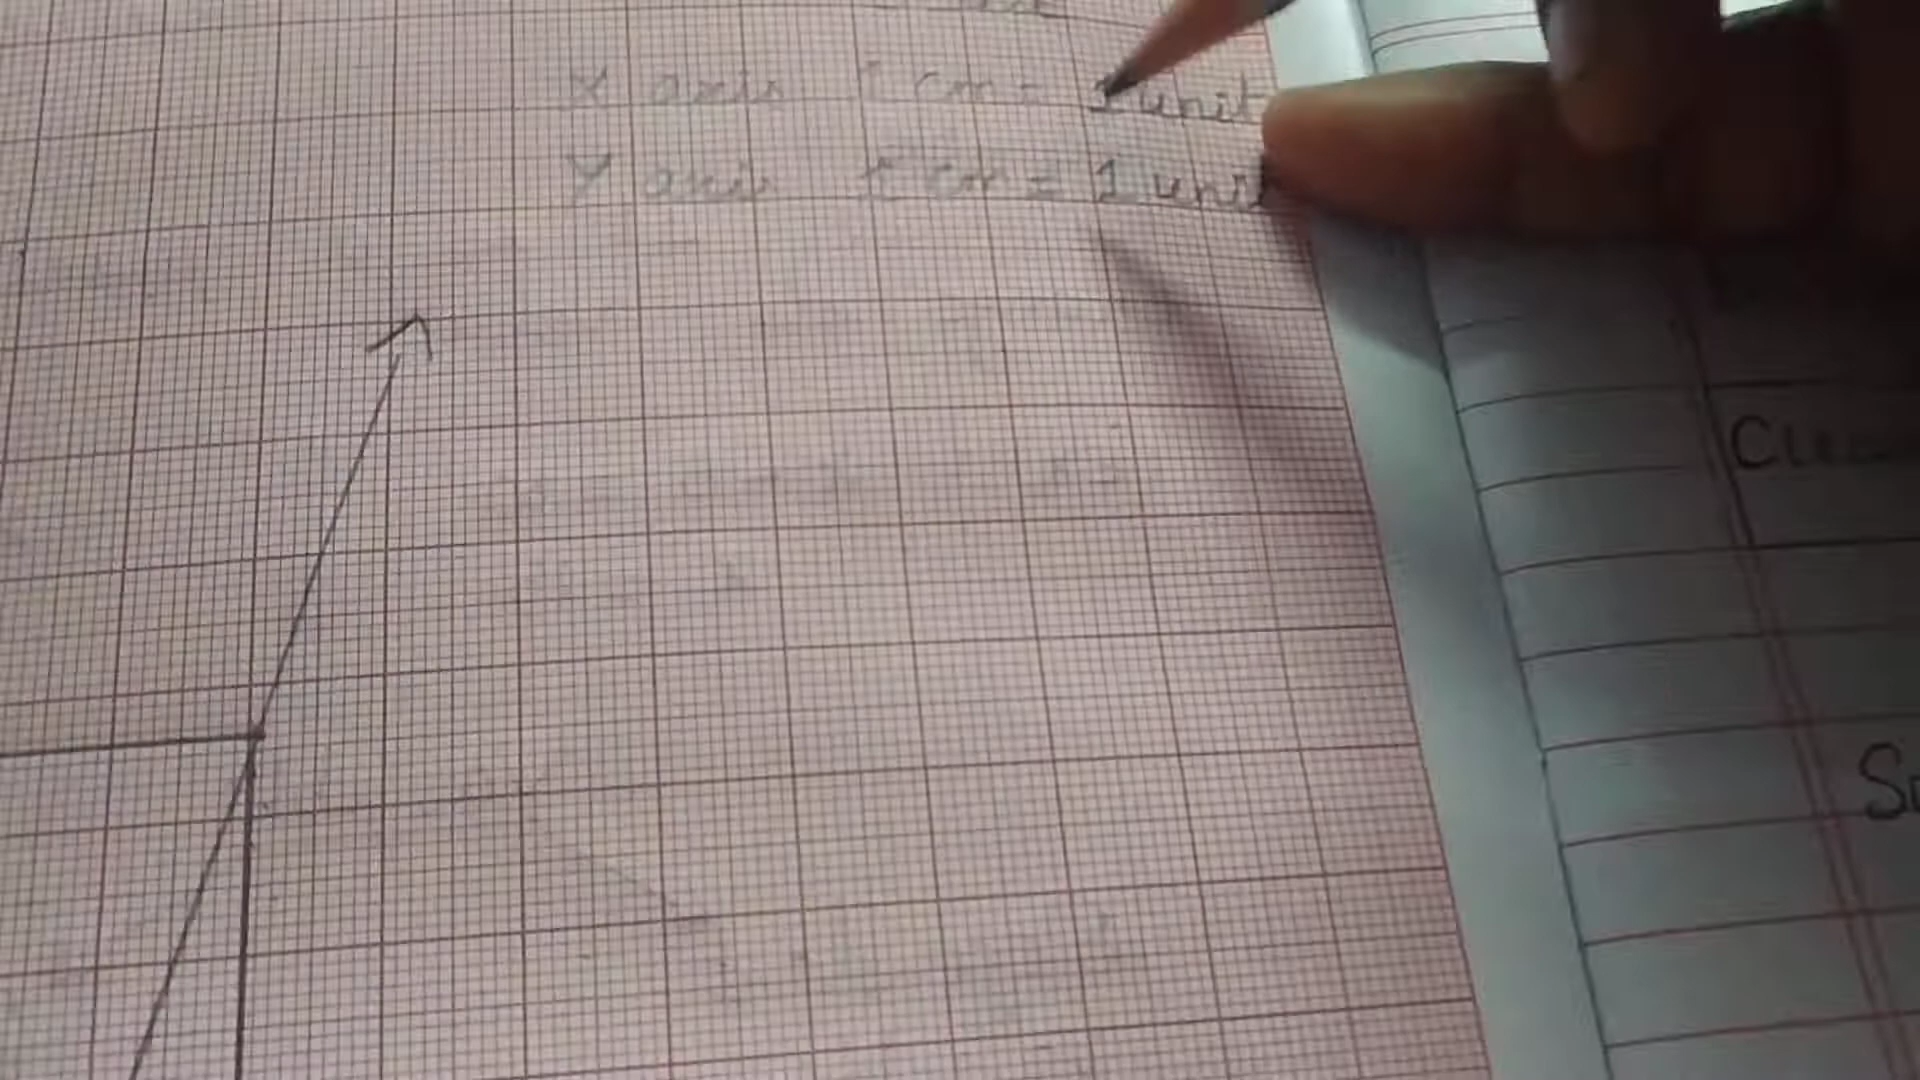 X axis 1 cm = 1 unit
Y axis 1 cm = 1 unit